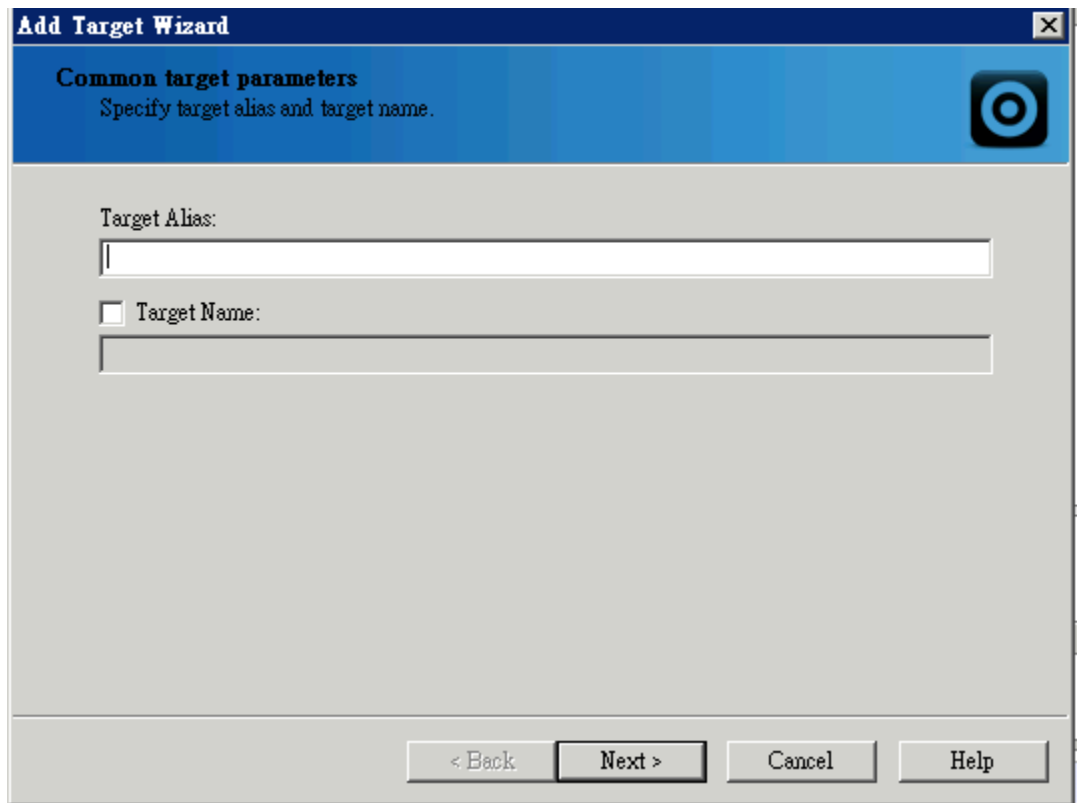 Add Target Wizard
Common target parameters
Specify target alias and target name.
Target Alias:
Target Name:
< Back
Next >
Cancel
Help